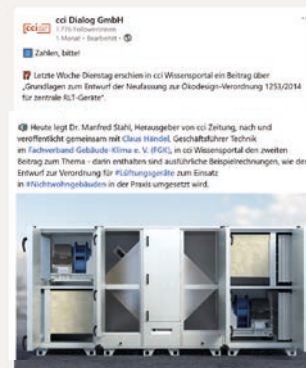 cci Dialog GmbH
[cci
1.776 Follower:innen
1 Monat • Bearbeitet •
Zahlen, bitte!
Letzte Woche Dienstag erschien in cci Wissensportal ein Beitrag über
„Grundlagen zum Entwurf der Neufassung zur Ökodesign-Verordnung 1253/2014
für zentrale RLT-Geräte“.
Heute legt Dr. Manfred Stahl, Herausgeber von cci Zeitung, nach und
veröffentlicht gemeinsam mit Claus Händel, Geschäftsführer Technik
im Fachverband Gebäude-Klima e. V. (FGK), in cci Wissensportal den zweiten
Beitrag zum Thema - darin enthalten sind ausführliche Beispielrechnungen, wie der
Entwurf zur Verordnung für #Lüftungsgeräte zum Einsatz
in #Nichtwohngebäuden in der Praxis umgesetzt wird.